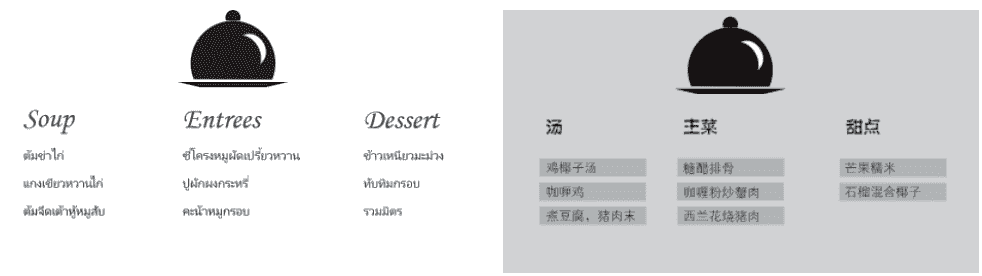 Soup
ต้มข่าไก่
แกงเขียวหวานไก่
ต้มจืดเต้าหู้หมูสับ
Entrees
ซี่โครงหมูผัดเปรี้ยวหวาน
ปูผัดผงกระหรี่
คะน้าหมูกรอบ
Dessert
ข้าวเหนียวมะม่วง
ทับทิมกรอบ
รวมมิตร
汤
鸡椰子汤
咖喱鸡
煮豆腐，猪肉末
主菜
糖醋排骨
咖喱粉炒蟹肉
西兰花烧猪肉
甜点
芒果糯米
石榴混合椰子